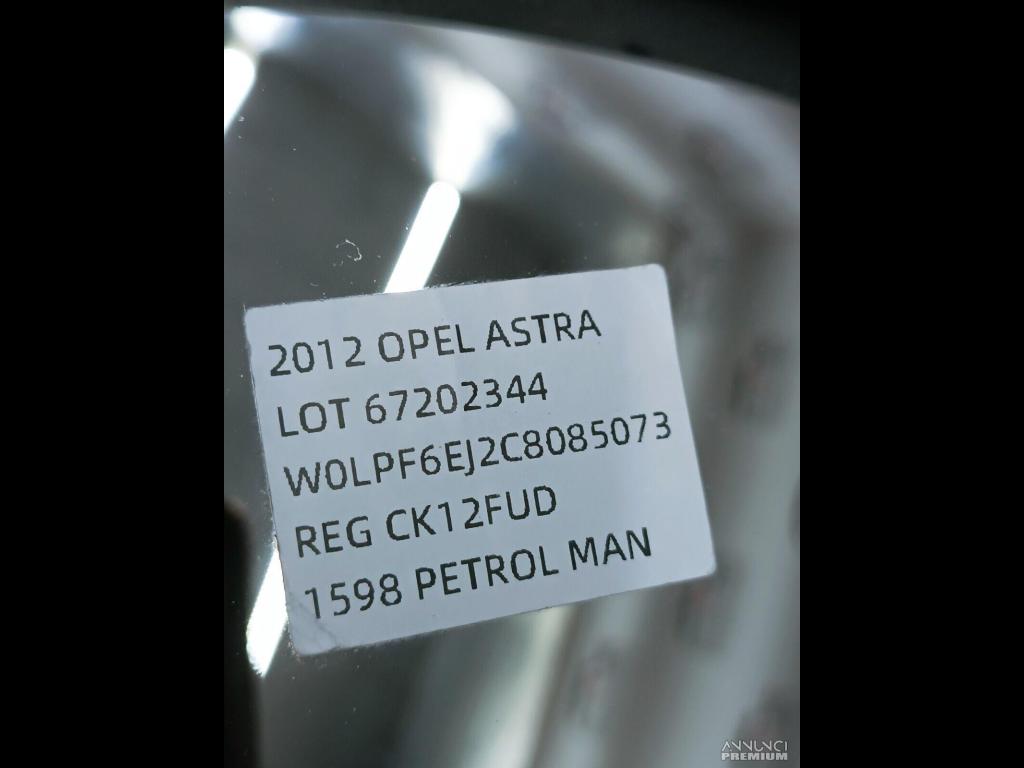 2012 OPEL ASTRA
LOT 67202344
W0LPF6EJ2C8085073
REG CK12FUD
1598 PETROL MAN
ANNUNCI
PREMIUM